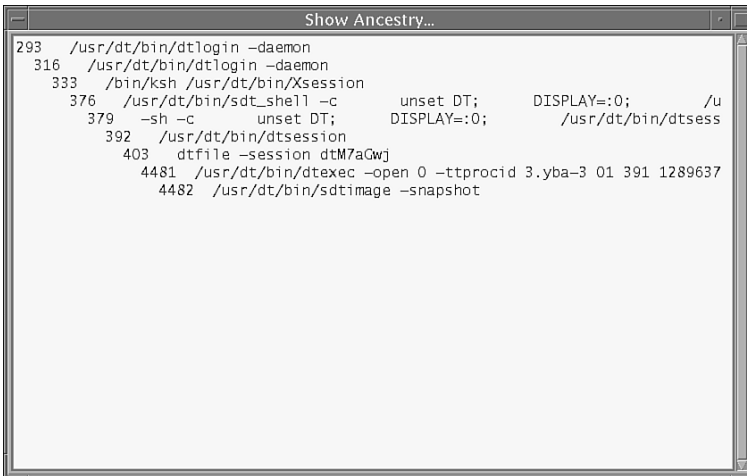 Show Ancestry...
293 /usr/dt/bin/dtlogin –daemon
316 /usr/dt/bin/dtlogin –daemon
333 /bin/ksh /usr/bin/Xsession
376 /usr/dt/bin/sdt_shell –c unset DT; DISPLAY=:0; /u
379 –sh –c unset DT; DISPLAY=:0; /usr/dt/bin/dtsess
392 /usr/dt/bin/dtsession
403 dtfile –session dtM7aGwj
4481 /usr/dt/bin/dtexec –open 0 –ttprocid 3.yba–3 01 391 1289637
4482 /usr/dt/bin/sdtimage –snapshot